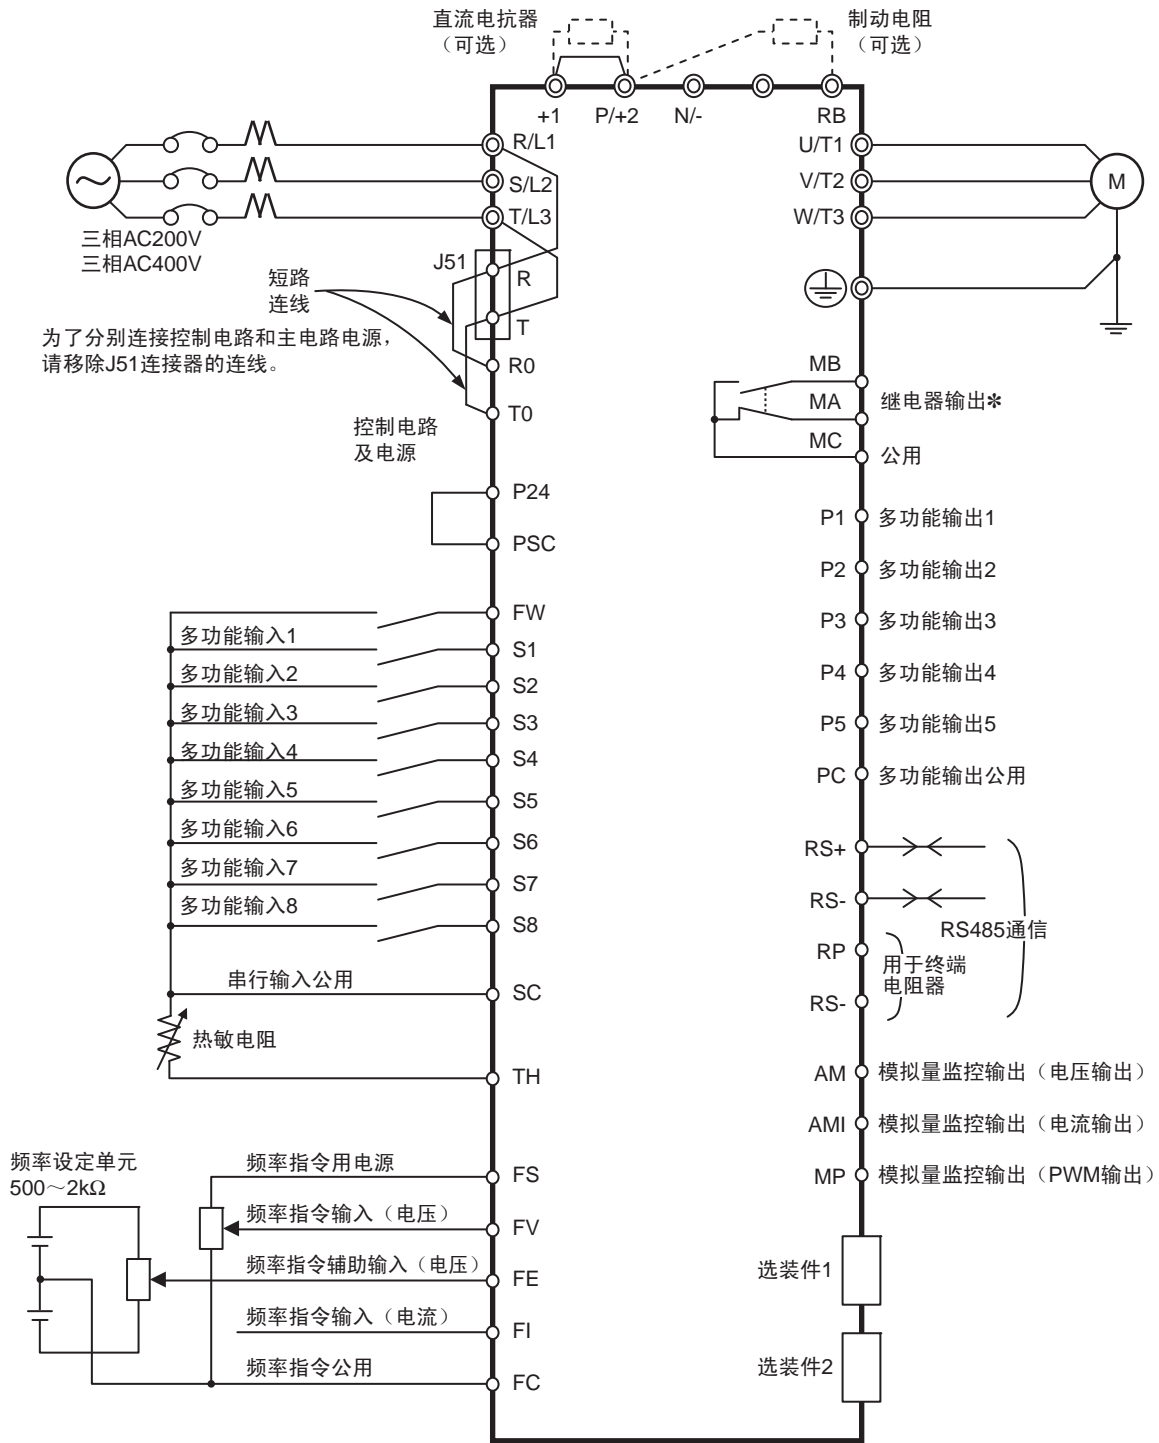 直流电抗器
（可选）
制动电阻
（可选）
+1
P/+2
N/-
RB
R/L1
S/L2
T/L3
U/T1
V/T2
W/T3
M
三相AC200V
三相AC400V
J51
R
T
短路
连线
为了分别连接控制电路和主电路电源，
请移除J51连接器的连线。
R0
T0
控制电路
及电源
MB
MA
继电器输出✻
MC
公用
P24
PSC
P1
多功能输出1
P2
多功能输出2
P3
多功能输出3
P4
多功能输出4
P5
多功能输出5
PC
多功能输出公用
FW
多功能输入1
S1
多功能输入2
S2
多功能输入3
S3
多功能输入4
S4
多功能输入5
S5
多功能输入6
S6
多功能输入7
S7
多功能输入8
S8
串行输入公用
SC
热敏电阻
TH
RS+
RS-
RS485通信
RP
用于终端
电阻器
RS-
AM
模拟量监控输出（电压输出）
AMI
模拟量监控输出（电流输出）
MP
模拟量监控输出（PWM输出）
频率设定单元
500～2kΩ
频率指令用电源
FS
频率指令输入（电压）
FV
频率指令辅助输入（电压）
FE
频率指令输入（电流）
FI
频率指令公用
FC
选装件1
选装件2